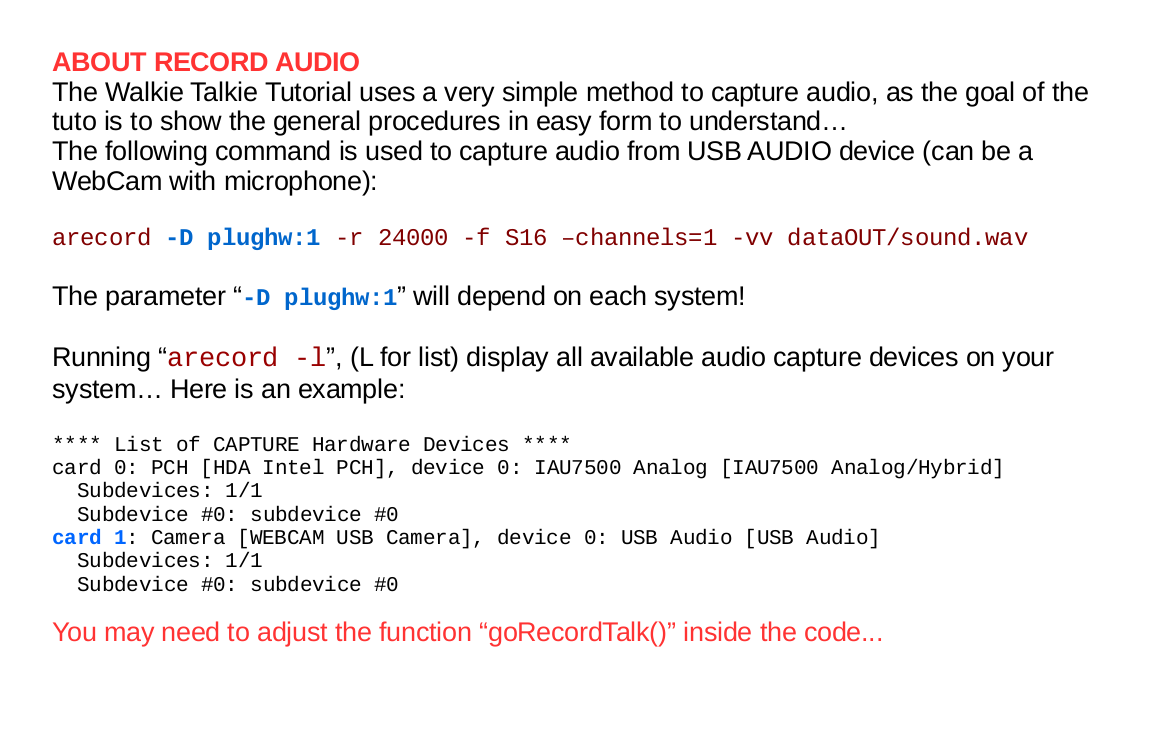 ABOUT RECORD AUDIO
The Walkie Talkie Tutorial uses a very simple method to capture audio, as the goal of the
tuto is to show the general procedures in easy form to understand…
The following command is used to capture audio from USB AUDIO device (can be a
WebCam with microphone):
arecord -D plughw:1 -r 24000 -f S16 –channels=1 -vv dataOUT/sound.wav
The parameter “-D plughw:1” will depend on each system!
Running “arecord -l”, (L for list) display all available audio capture devices on your
system… Here is an example:
**** List of CAPTURE Hardware Devices ****
card 0: PCH [HDA Intel PCH], device 0: IAU7500 Analog [IAU7500 Analog/Hybrid]
  Subdevices: 1/1
  Subdevice #0: subdevice #0
card 1: Camera [WEBCAM USB Camera], device 0: USB Audio [USB Audio]
  Subdevices: 1/1
  Subdevice #0: subdevice #0
You may need to adjust the function “goRecordTalk()” inside the code...